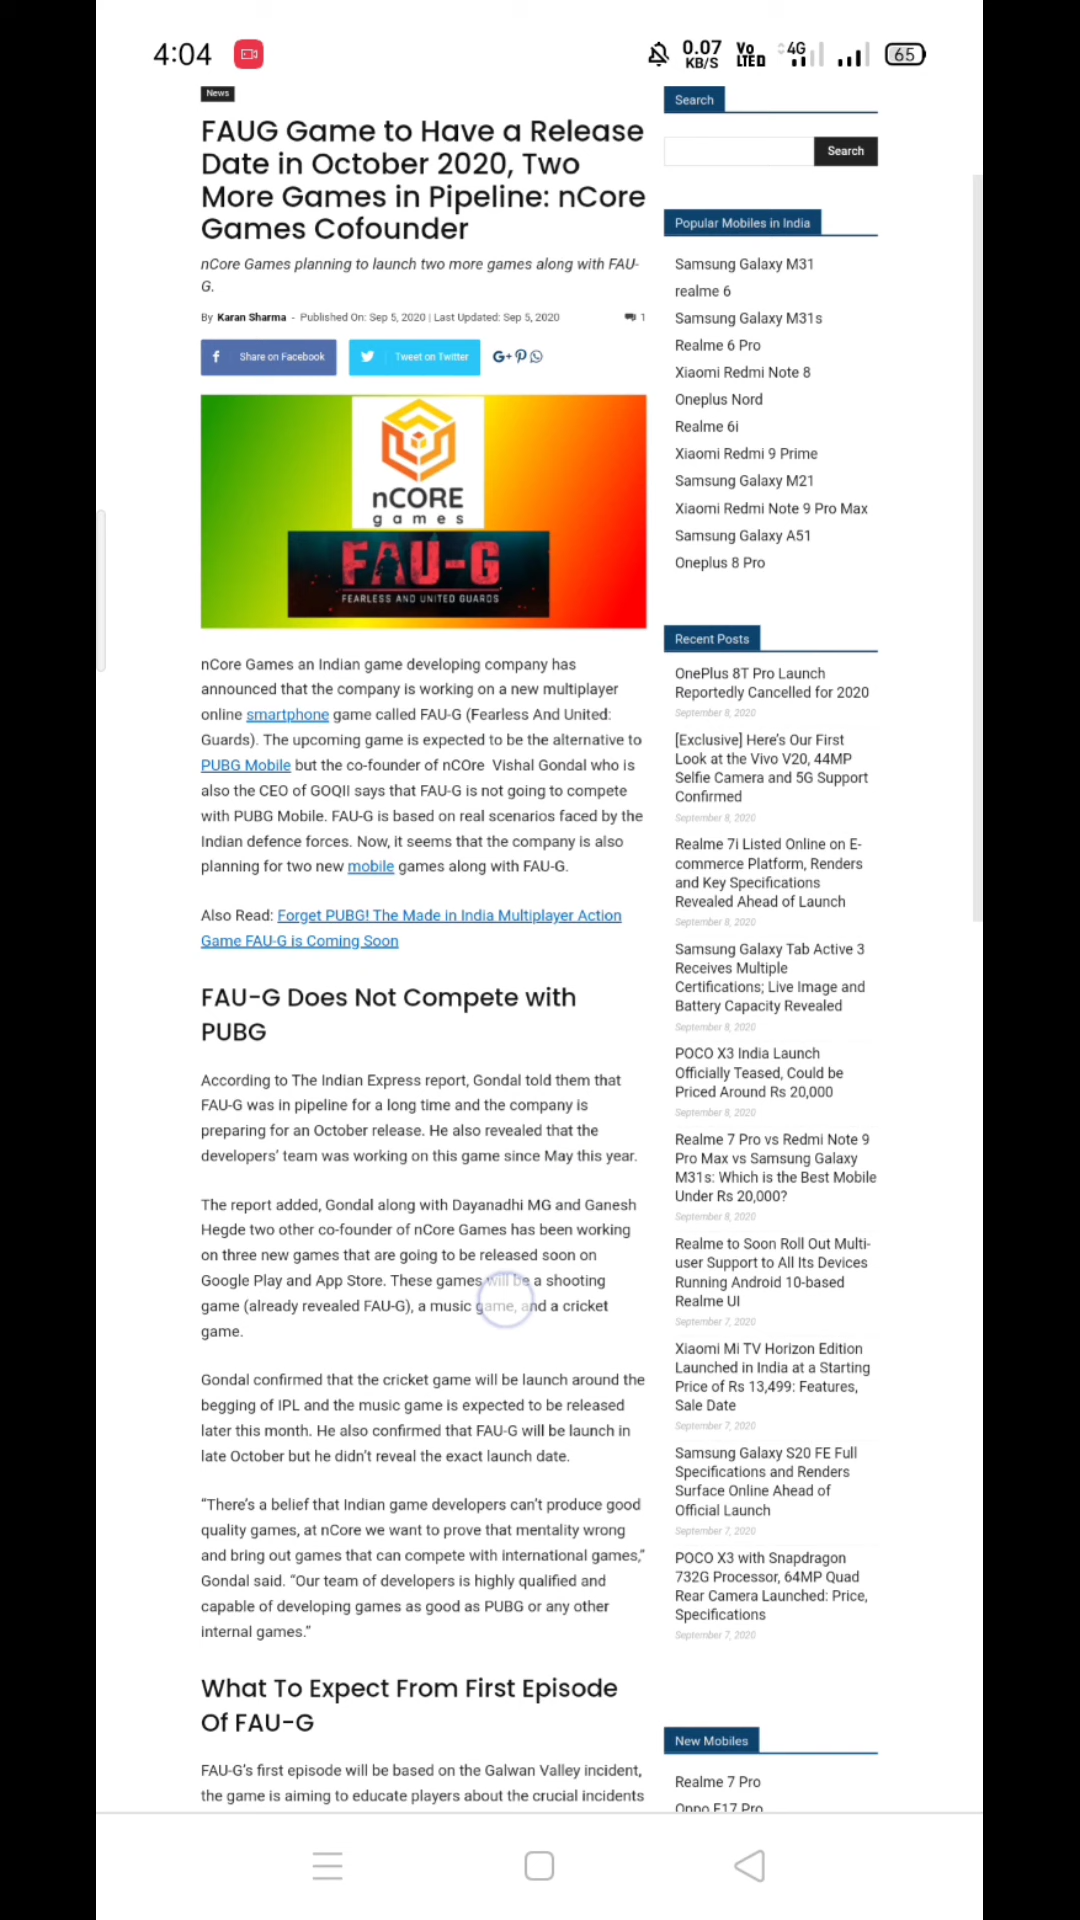 4:04
0.07
KB/S
Vo
LTE
4G
65
News
FAUG Game to Have a Release
Date in October 2020, Two
More Games in Pipeline: nCore
Games Cofounder
nCore Games planning to launch two more games along with FAU-
G.
By Karan Sharma - Published On: Sep 5, 2020 | Last Updated: Sep 5, 2020
1
Share on Facebook
Tweet on Twitter
G+
nCORE
games
FAU-G
FEARLESS AND UNITED GUARDS
nCore Games an Indian game developing company has
announced that the company is working on a new multiplayer
online smartphone game called FAU-G (Fearless And United:
Guards). The upcoming game is expected to be the alternative to
PUBG Mobile but the co-founder of nCOre Vishal Gondal who is
also the CEO of GOQII says that FAU-G is not going to compete
with PUBG Mobile. FAU-G is based on real scenarios faced by the
Indian defence forces. Now, it seems that the company is also
planning for two new mobile games along with FAU-G.
Also Read: Forget PUBG! The Made in India Multiplayer Action
Game FAU-G is Coming Soon
FAU-G Does Not Compete with
PUBG
According to The Indian Express report, Gondal told them that
FAU-G was in pipeline for a long time and the company is
preparing for an October release. He also revealed that the
developers' team was working on this game since May this year.
The report added, Gondal along with Dayanadhi MG and Ganesh
Hegde two other co-founder of nCore Games has been working
on three new games that are going to be released soon on
Google Play and App Store. These games will be a shooting
game (already revealed FAU-G), a music game, and a cricket
game.
Gondal confirmed that the cricket game will be launch around the
begging of IPL and the music game is expected to be released
later this month. He also confirmed that FAU-G will be launch in
late October but he didn't reveal the exact launch date.
“There's a belief that Indian game developers can't produce good
quality games, at nCore we want to prove that mentality wrong
and bring out games that can compete with international games,”
Gondal said. “Our team of developers is highly qualified and
capable of developing games as good as PUBG or any other
internal games.”
What To Expect From First Episode
Of FAU-G
FAU-G's first episode will be based on the Galwan Valley incident,
the game is aiming to educate players about the crucial incidents
Search
Search
Popular Mobiles in India
Samsung Galaxy M31
realme 6
Samsung Galaxy M31s
Realme 6 Pro
Xiaomi Redmi Note 8
Oneplus Nord
Realme 6i
Xiaomi Redmi 9 Prime
Samsung Galaxy M21
Xiaomi Redmi Note 9 Pro Max
Samsung Galaxy A51
Oneplus 8 Pro
Recent Posts
OnePlus 8T Pro Launch
Reportedly Cancelled for 2020
September 8, 2020
[Exclusive] Here's Our First
Look at the Vivo V20, 44MP
Selfie Camera and 5G Support
Confirmed
September 8, 2020
Realme 7i Listed Online on E-
commerce Platform, Renders
and Key Specifications
Revealed Ahead of Launch
September 8, 2020
Samsung Galaxy Tab Active 3
Receives Multiple
Certifications; Live Image and
Battery Capacity Revealed
September 8, 2020
POCO X3 India Launch
Officially Teased, Could be
Priced Around Rs 20,000
September 8, 2020
Realme 7 Pro vs Redmi Note 9
Pro Max vs Samsung Galaxy
M31s: Which is the Best Mobile
Under Rs 20,000?
September 8, 2020
Realme to Soon Roll Out Multi-
user Support to All Its Devices
Running Android 10-based
Realme UI
September 7, 2020
Xiaomi Mi TV Horizon Edition
Launched in India at a Starting
Price of Rs 13,499: Features,
Sale Date
September 7, 2020
Samsung Galaxy S20 FE Full
Specifications and Renders
Surface Online Ahead of
Official Launch
September 7, 2020
POCO X3 with Snapdragon
732G Processor, 64MP Quad
Rear Camera Launched: Price,
Specifications
September 7, 2020
New Mobiles
Realme 7 Pro
Oppo F17 Pro